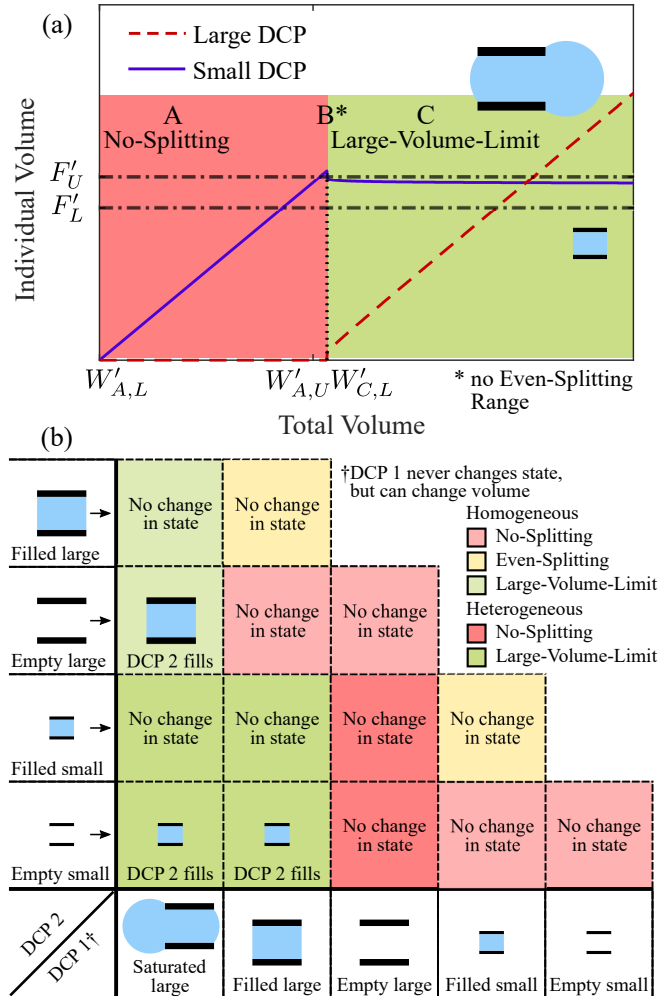 (a)
Large DCP
Small DCP
A
B*
C
No-Splitting
Large-Volume-Limit
F′U
F′L
Individual Volume
W′A,L
W′A,U
W′C,L
* no Even-Splitting
Range
Total Volume
(b)
†DCP 1 never changes state,
but can change volume
Homogeneous
No-Splitting
Even-Splitting
Large-Volume-Limit
Heterogeneous
No-Splitting
Large-Volume-Limit
Filled large
No change
in state
No change
in state
Empty large
DCP 2 fills
No change
in state
No change
in state
Filled small
No change
in state
No change
in state
No change
in state
No change
in state
Empty small
DCP 2 fills
DCP 2 fills
No change
in state
No change
in state
No change
in state
DCP 2
DCP 1†
Saturated
large
Filled large
Empty large
Filled small
Empty small